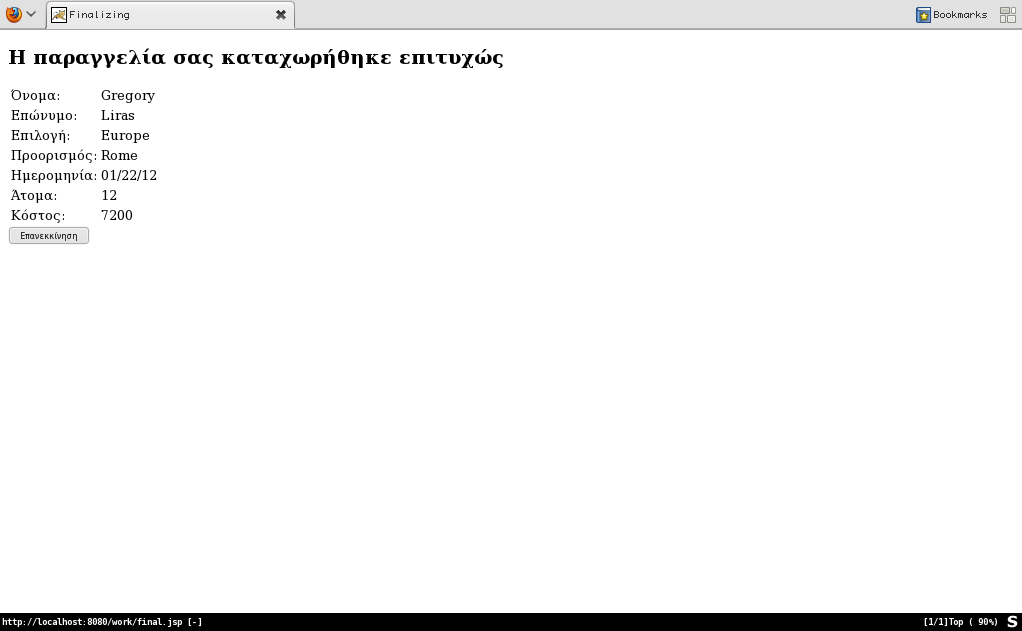 Finalizing
Bookmarks
Η παραγγελία σας καταχωρήθηκε επιτυχώς
Όνομα: Gregory
Επώνυμο: Liras
Επιλογή: Europe
Προορισμός: Rome
Ημερομηνία: 01/22/12
Άτομα: 12
Κόστος: 7200
Επανεκκίνηση
http://localhost:8080/work/final.jsp [-]
[1/1]Top ( 90%) S